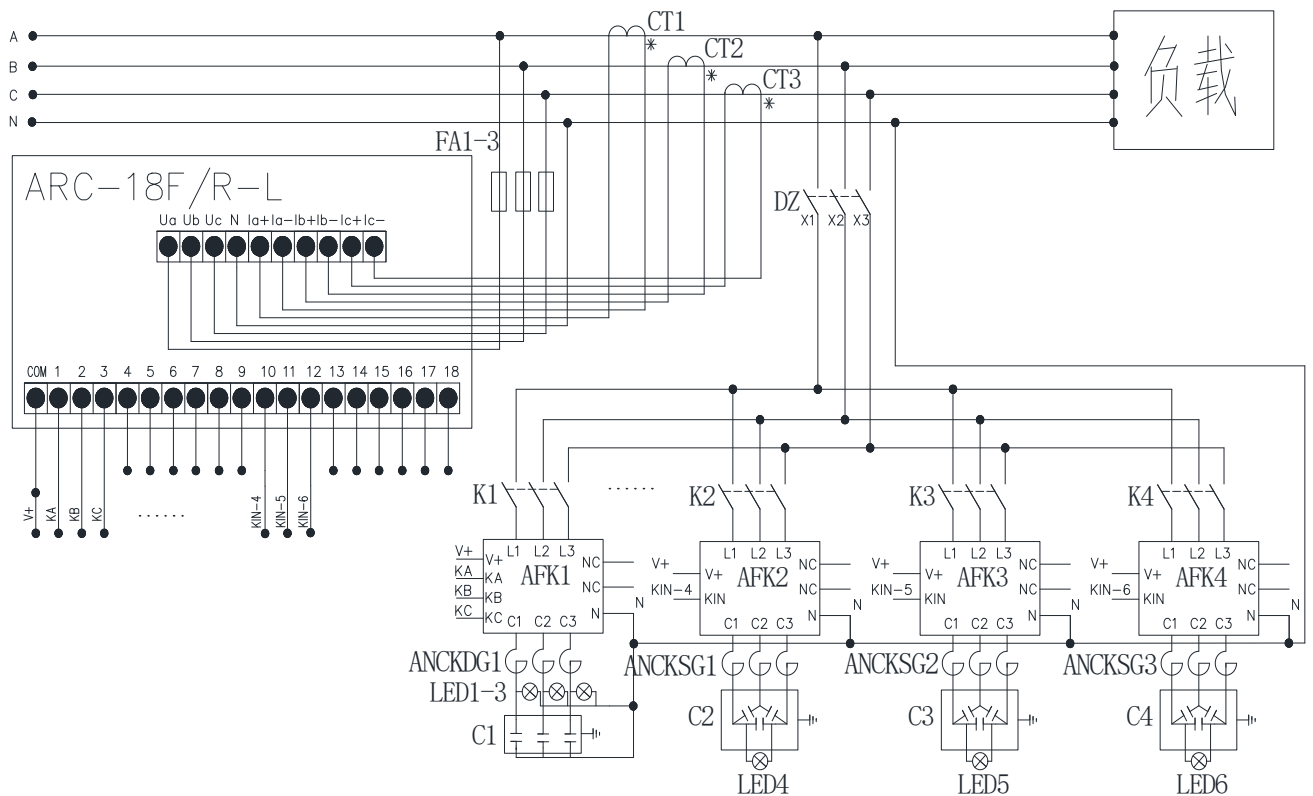 CT1
A
CT2
B
CT3
C
N
负载
FA1-3
ARC-18F/R-L
DZ
X1 X2 X3
Ua Ub Uc N Ia+ Ia- Ib+ Ib- Ic+ Ic-
COM 1 2 3 4 5 6 7 8 9 10 11 12 13 14 15 16 17 18
V+ KA KB KC ...... KIN-4 KIN-5 KIN-6
K1 ...... K2 K3 K4
L1 L2 L3
V+ V+ NC
KA KA AFK1
KB KB NC
KC KC N N
C1 C2 C3
L1 L2 L3
V+ V+ AFK2 NC
KIN-4 KIN NC
N N
C1 C2 C3
L1 L2 L3
V+ V+ AFK3 NC
KIN-5 KIN NC
N N
C1 C2 C3
L1 L2 L3
V+ V+ AFK4 NC
KIN-6 KIN NC
N N
C1 C2 C3
ANCKDG1 ANCKSG1 ANCKSG2 ANCKSG3
LED1-3
C1 C2 C3 C4
LED4 LED5 LED6